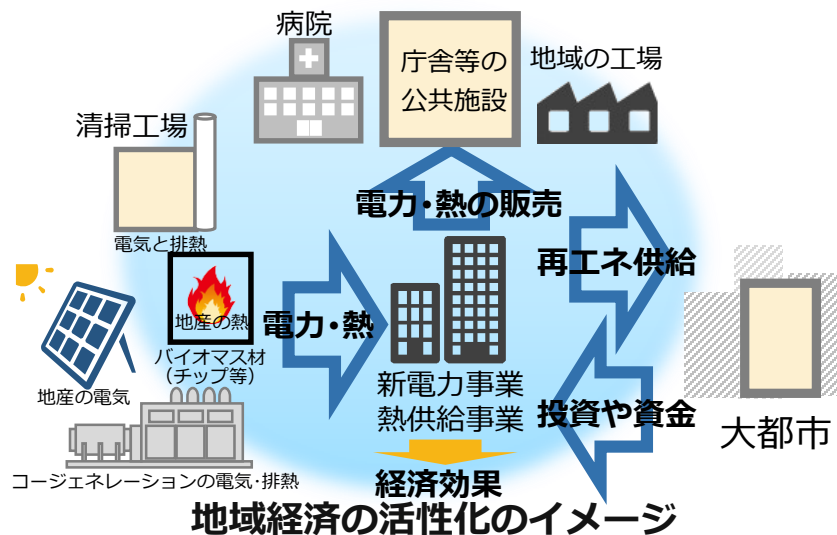 病院
庁舎等の
公共施設
地域の工場
清掃工場
電気と排熱
電力・熱の販売
再エネ供給
地産の熱
電力・熱
バイオマス材
（チップ等）
地産の電気
新電力事業
熱供給事業
投資や資金
大都市
コージェネレーションの電気・排熱
経済効果
地域経済の活性化のイメージ